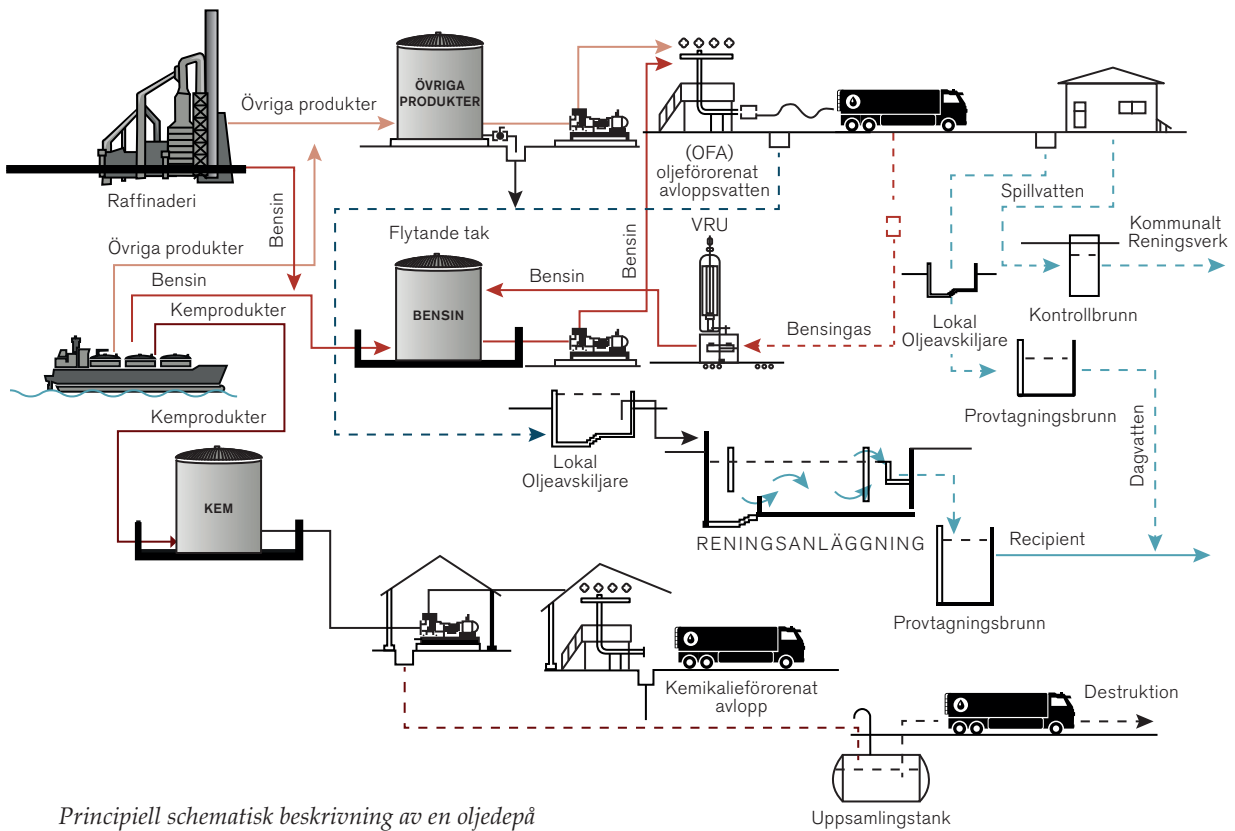 ÖVRIGA
PRODUKTER
Övriga produkter
Raffinaderi
Bensin
(OFA)
oljeförorenat
avloppsvatten
Spillvatten
Kommunalt
Reningsverk
Övriga produkter
Flytande tak
VRU
Bensin
Bensin
Bensin
Kemprodukter
BENSIN
Bensingas
Lokal
Oljeavskiljare
Kontrollbrunn
Provtagningsbrunn
Kemprodukter
Lokal
Oljeavskiljare
Dagvatten
KEM
RENINGSANLÄGGNING
Recipient
Provtagningsbrunn
Kemikalieförorenat
avlopp
Destruktion
Uppsamlingstank
Principiell schematisk beskrivning av en oljedepå